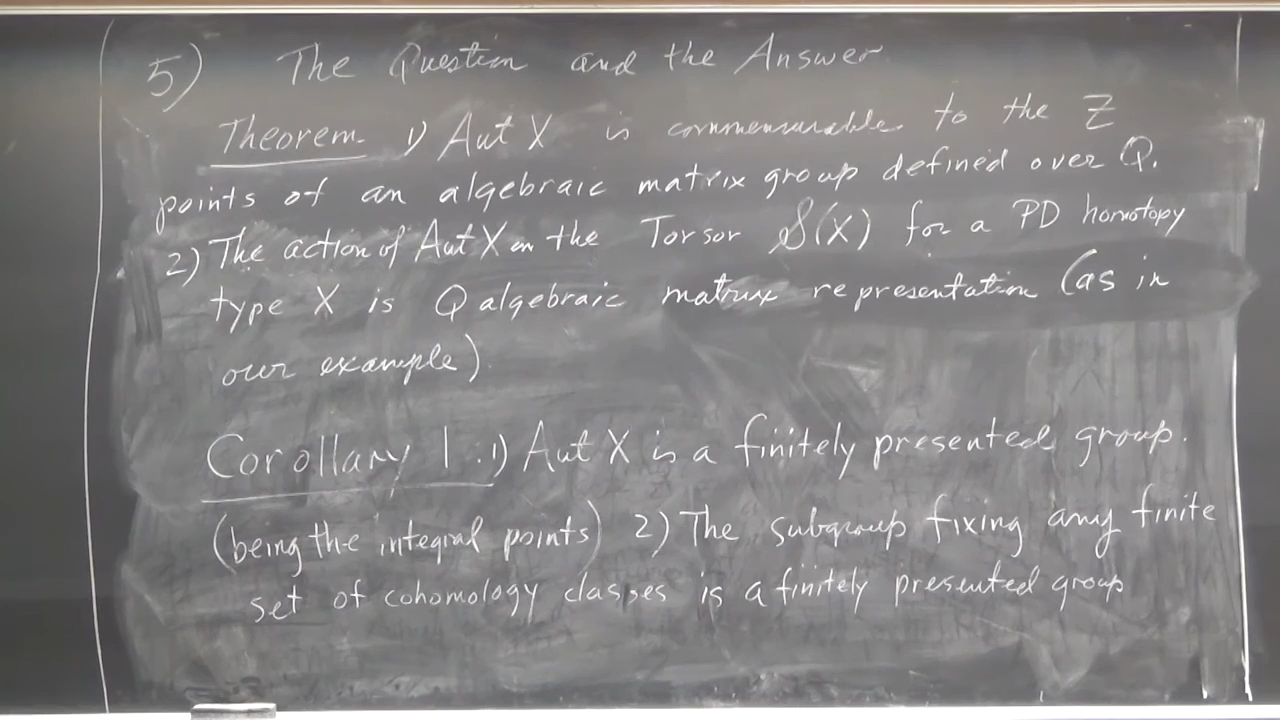 5) The Question and the Answer.
Theorem 1) Aut X is commensurable to the Z
points of an algebraic matrix group defined over Q.
2) The action of Aut X on the Torsor S(X) for a PD homotopy
type X is Q algebraic matrix representation (as in
our example)
Corollary 1: 1) Aut X is a finitely presented group.
(being the integral points) 2) The subgroup fixing any finite
set of cohomology classes is a finitely presented group